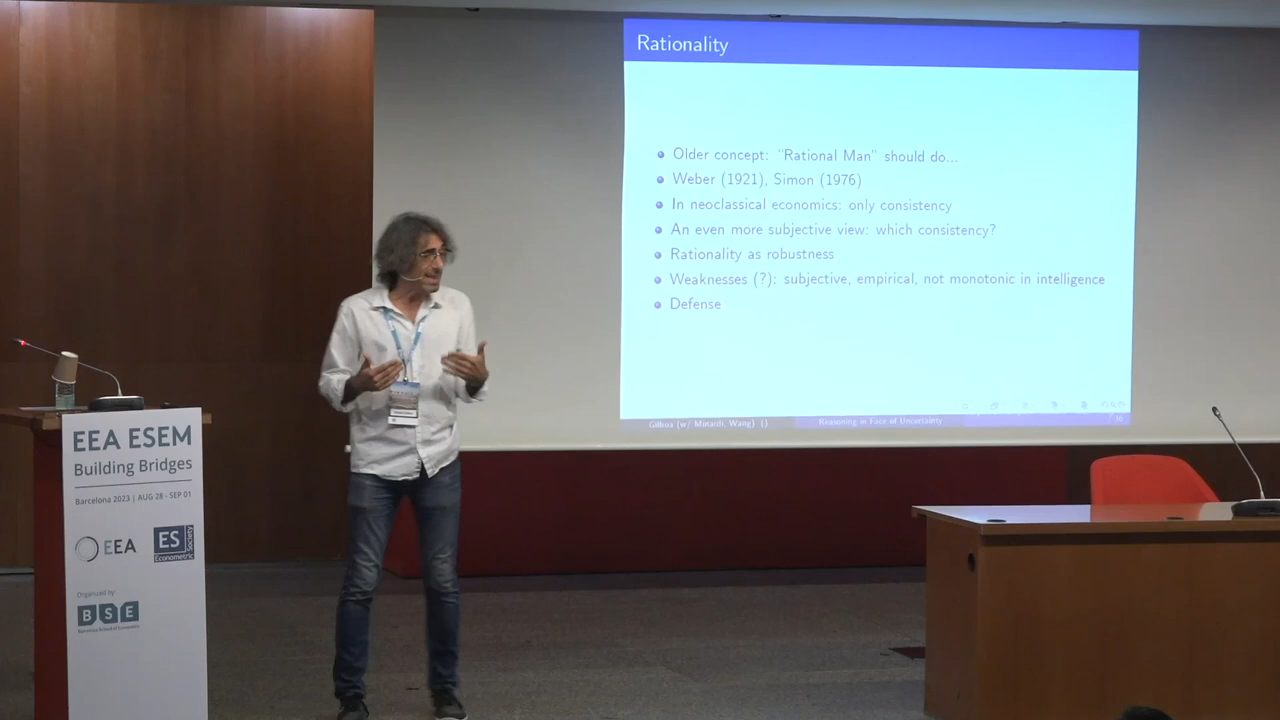 Rationality
Older concept: "Rational Man" should do...
Weber (1921), Simon (1976)
In neoclassical economics: only consistency
An even more subjective view: which consistency?
Rationality as robustness
Weaknesses (?): subjective, empirical, not monotonic in intelligence
Defense
Gilboa (w/ Minardi, Wang) ()
Reasoning in Face of Uncertainty
EEA ESEM
Building Bridges
Barcelona 2023 | AUG 28 - SEP 01
EEA
ES
Econometric
Society
Organized by:
BSE
Barcelona School of Economics